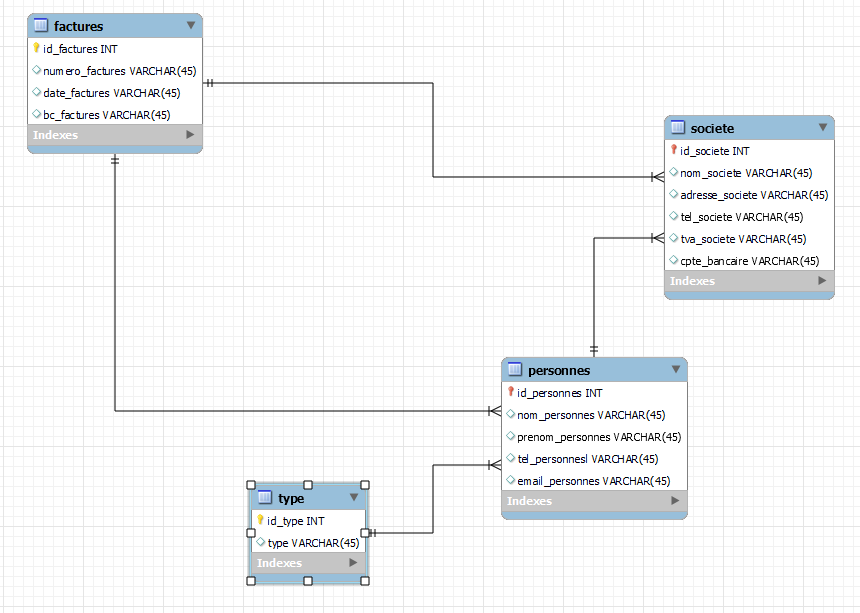 factures
id_factures INT
numero_factures VARCHAR(45)
date_factures VARCHAR(45)
bc_factures VARCHAR(45)
Indexes
societe
id_societe INT
nom_societe VARCHAR(45)
adresse_societe VARCHAR(45)
tel_societe VARCHAR(45)
tva_societe VARCHAR(45)
cpte_bancaire VARCHAR(45)
Indexes
personnes
id_personnes INT
nom_personnes VARCHAR(45)
prenom_personnes VARCHAR(45)
tel_personnesl VARCHAR(45)
email_personnes VARCHAR(45)
Indexes
type
id_type INT
type VARCHAR(45)
Indexes